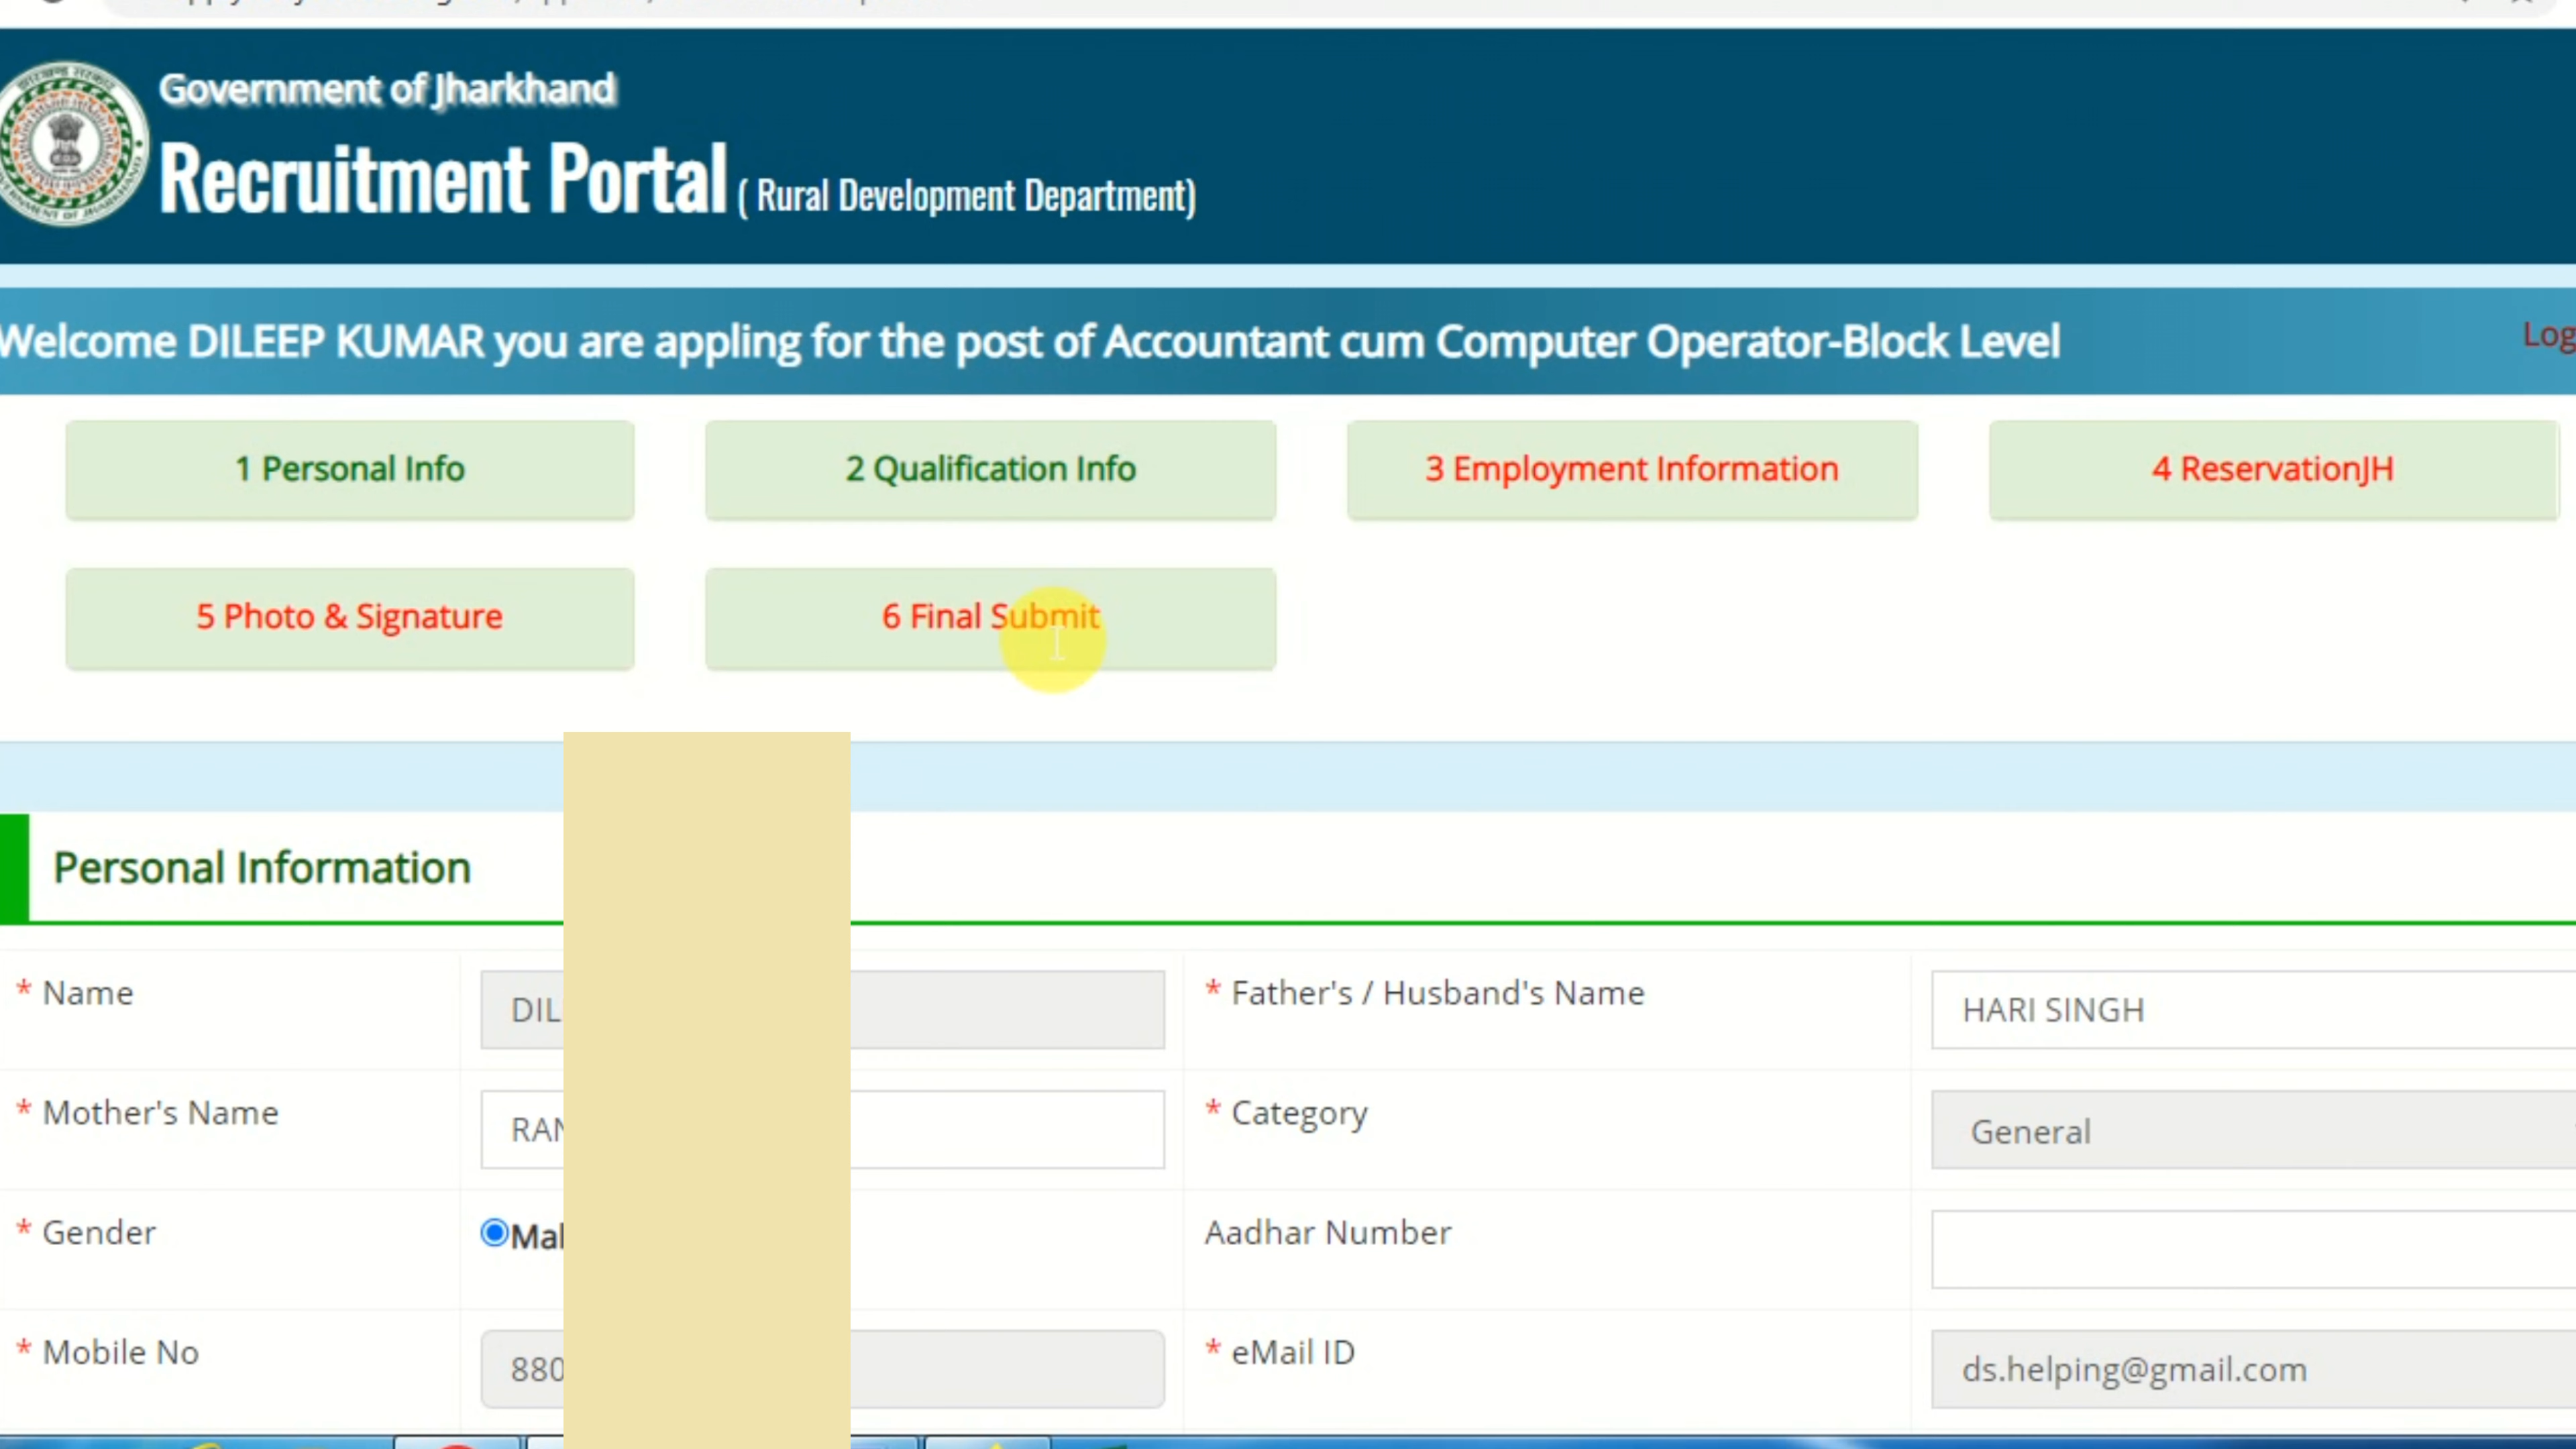 Government of Jharkhand
Recruitment Portal ( Rural Development Department)
Welcome DILEEP KUMAR you are appling for the post of Accountant cum Computer Operator-Block Level
Log
1 Personal Info
2 Qualification Info
3 Employment Information
4 ReservationJH
5 Photo & Signature
6 Final Submit
Personal Information
* Name
DIL
* Father's / Husband's Name
HARI SINGH
* Mother's Name
RAN
* Category
General
* Gender
Mal
Aadhar Number
* Mobile No
880
* eMail ID
ds.helping@gmail.com